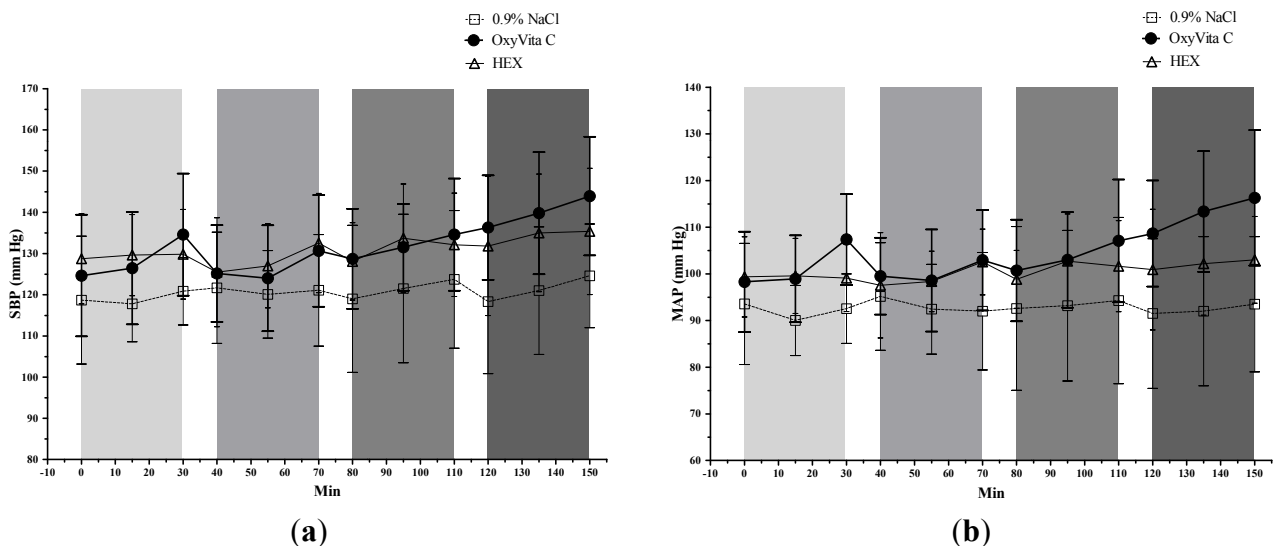 0.9% NaCl
OxyVita C
HEX
170
160
150
140
130
120
110
100
90
80
SBP (mm Hg)
-10 0 10 20 30 40 50 60 70 80 90 100 110 120 130 140 150
Min
(a)
0.9% NaCl
OxyVita C
HEX
140
130
120
110
100
90
80
70
60
MAP (mm Hg)
-10 0 10 20 30 40 50 60 70 80 90 100 110 120 130 140 150
Min
(b)